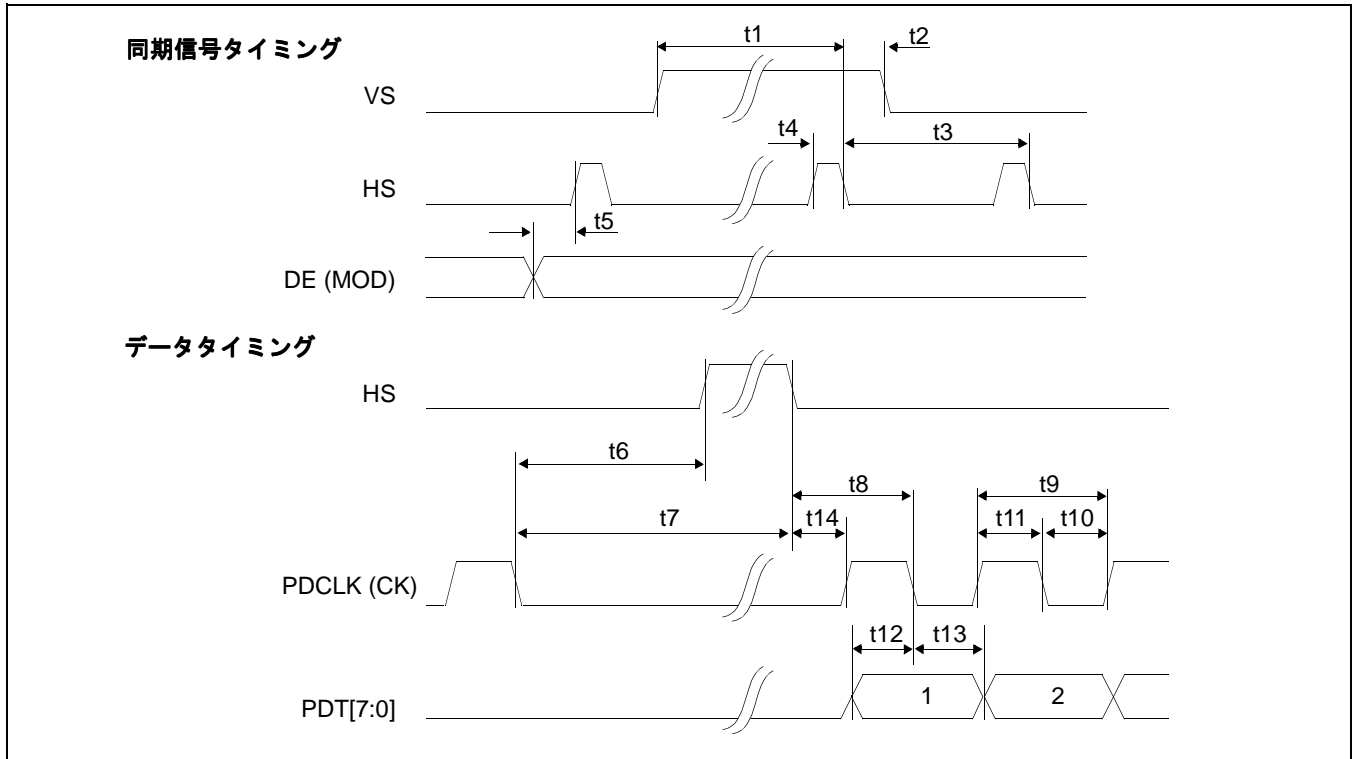 同期信号タイミング
t1
t2
VS
t4
t3
HS
t5
DE (MOD)
データタイミング
HS
t6
t8
t9
t7
t14
t11
t10
PDCLK (CK)
t12
t13
PDT[7:0]
1
2